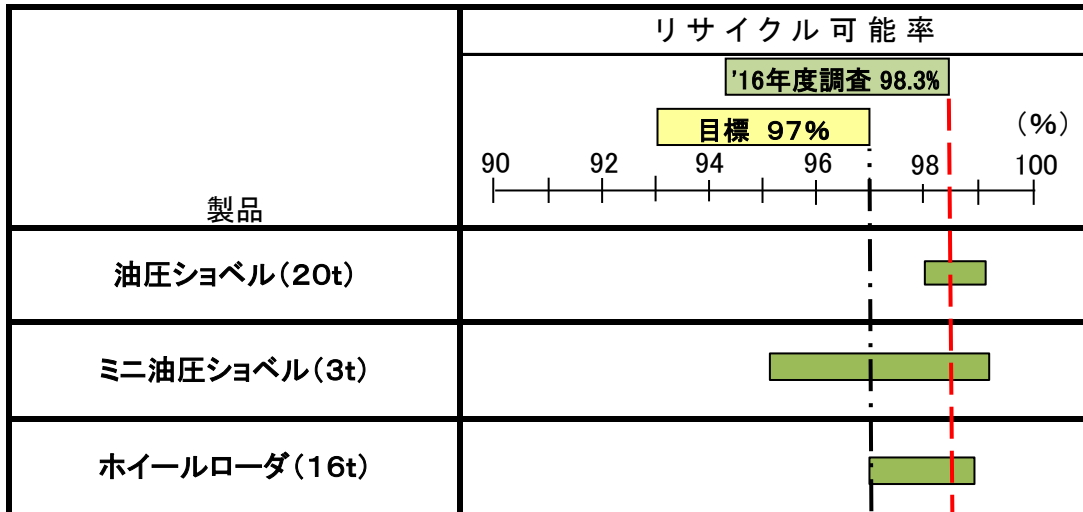 リサイクル可能率
'16年度調査 98.3%
目標 97%
(%)
90 92 94 96 98 100
製品
油圧ショベル(20t)
ミニ油圧ショベル(3t)
ホイールローダ(16t)